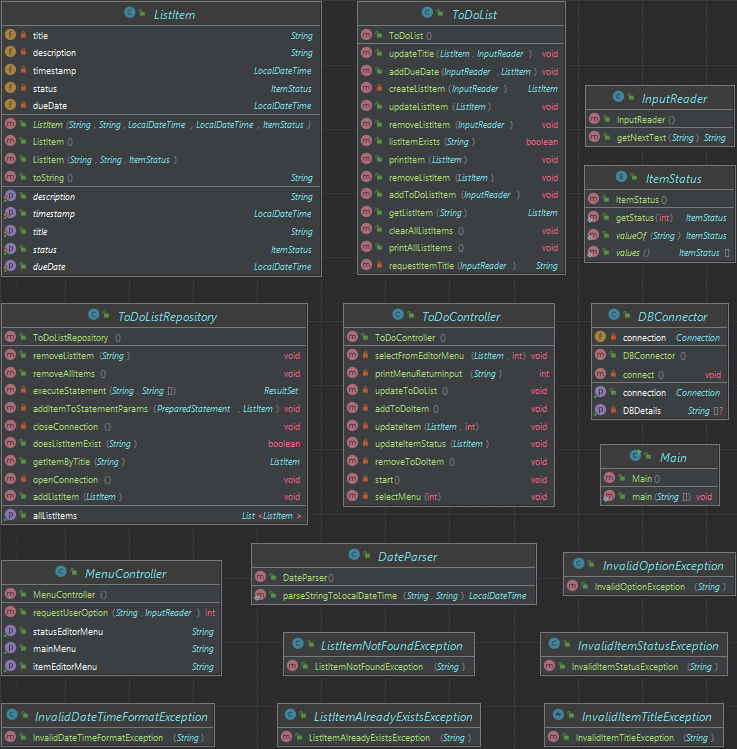 ListItem
title String
description String
timestamp LocalDateTime
status ItemStatus
dueDate LocalDateTime
ListItem (String, String, LocalDateTime, LocalDateTime, ItemStatus)
ListItem ()
ListItem (String, String, ItemStatus)
toString () String
description String
timestamp LocalDateTime
title String
status ItemStatus
dueDate LocalDateTime
ToDoList
ToDoList ()
updateTitle (ListItem, InputReader) void
addDueDate (InputReader, ListItem) void
createListItem (InputReader) ListItem
updateListItem (ListItem) void
removeListItem (InputReader) void
listItemExists (String) boolean
printItem (ListItem) void
removeListItem (ListItem) void
addToDoListItem (InputReader) void
getListItem (String) ListItem
clearAllListItems () void
printAllListItems () void
requestItemTitle (InputReader) String
InputReader
InputReader ()
getNextText (String) String
ItemStatus
ItemStatus ()
getStatus (int) ItemStatus
valueOf (String) ItemStatus
values () ItemStatus []
ToDoListRepository
ToDoListRepository ()
removeListItem (String) void
removeAllItems () void
executeStatement (String, String []) ResultSet
addItemToStatementParams (PreparedStatement, ListItem) void
closeConnection () void
doesListItemExist (String) boolean
getItemByTitle (String) ListItem
openConnection () void
addListItem (ListItem) void
allListItems List <ListItem >
ToDoController
ToDoController ()
selectFromEditorMenu (ListItem, int) void
printMenuReturnInput (String) int
updateToDoList () void
addToDoItem () void
updateItem (ListItem, int) void
updateItemStatus (ListItem) void
removeToDoItem () void
start() void
selectMenu (int) void
DBConnector
connection Connection
DBConnector ()
connect () void
connection Connection
DBDetails String []?
Main
Main ()
main (String []) void
MenuController
MenuController ()
requestUserOption (String, InputReader) int
statusEditorMenu String
mainMenu String
itemEditorMenu String
DateParser
DateParser ()
parseStringToLocalDateTime (String, String) LocalDateTime
InvalidOptionException
InvalidOptionException (String)
ListItemNotFoundException
ListItemNotFoundException (String)
InvalidItemStatusException
InvalidItemStatusException (String)
InvalidDateTimeFormatException
InvalidDateTimeFormatException (String)
ListItemAlreadyExistsException
ListItemAlreadyExistsException (String)
InvalidItemTitleException
InvalidItemTitleException (String)